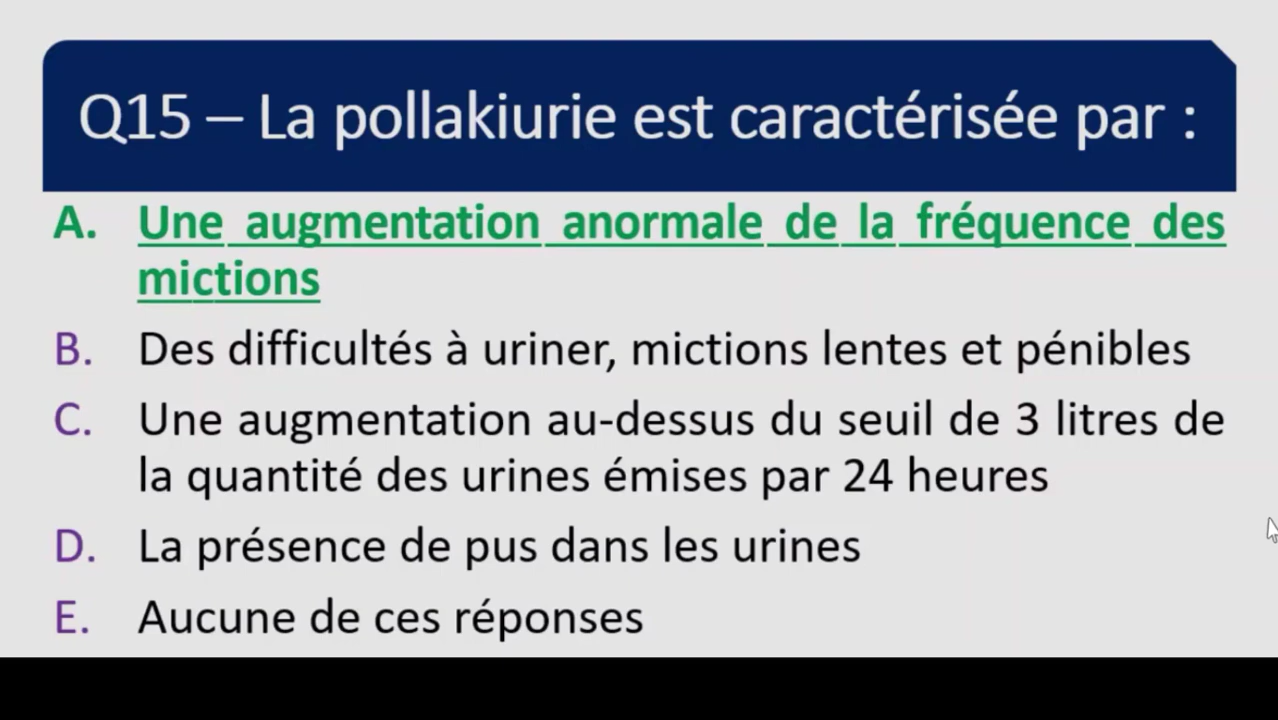 Q15 – La pollakiurie est caractérisée par :
A. Une augmentation anormale de la fréquence des
mictions
B. Des difficultés à uriner, mictions lentes et pénibles
C. Une augmentation au-dessus du seuil de 3 litres de
la quantité des urines émises par 24 heures
D. La présence de pus dans les urines
E. Aucune de ces réponses